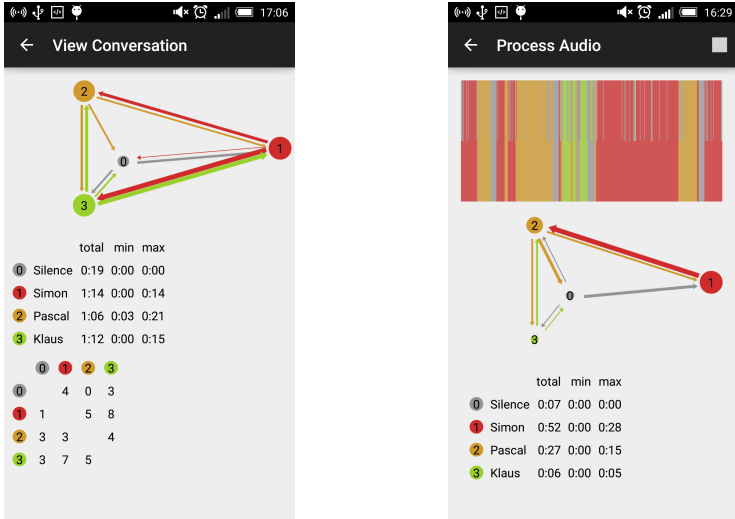 17:06
View Conversation
2
1
0
3
total min max
0 Silence 0:19 0:00 0:00
1 Simon 1:14 0:00 0:14
2 Pascal 1:06 0:03 0:21
3 Klaus 1:12 0:00 0:15
0 1 2 3
0 4 0 3
1 1 5 8
2 3 3 4
3 3 7 5
16:29
Process Audio
2
1
0
3
total min max
0 Silence 0:07 0:00 0:00
1 Simon 0:52 0:00 0:28
2 Pascal 0:27 0:00 0:15
3 Klaus 0:06 0:00 0:05